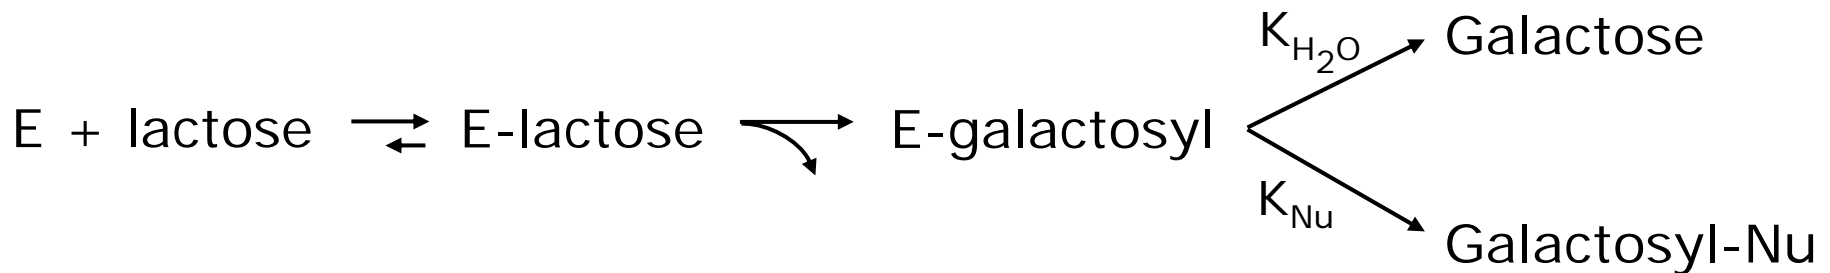 K_H₂O Galactose
E + lactose E-lactose E-galactosyl
K_Nu
Galactosyl-Nu